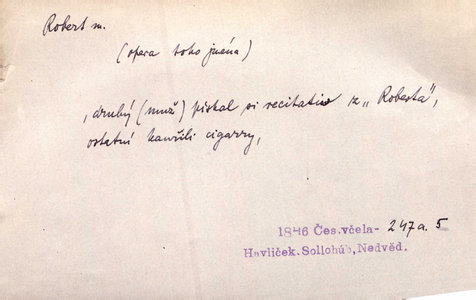 Robert m.
(opera toho jména)
, druhý (muž) pískal si recitativ z „Roberta",
ostatní kouřili cigarry,
1846 Čes.včela- 247a. 5
Havlíček.Sollohub,Nedvěd.